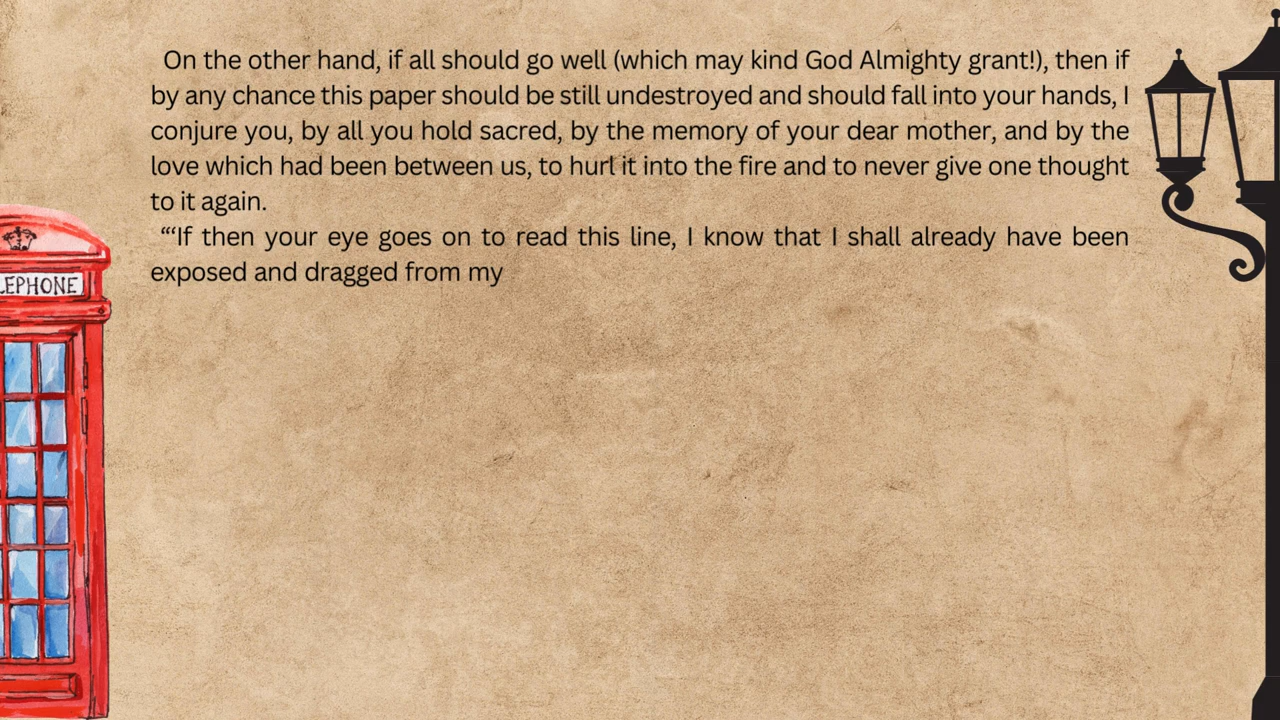 On the other hand, if all should go well (which may kind God Almighty grant!), then if
by any chance this paper should be still undestroyed and should fall into your hands, I
conjure you, by all you hold sacred, by the memory of your dear mother, and by the
love which had been between us, to hurl it into the fire and to never give one thought
to it again.
“‘If then your eye goes on to read this line, I know that I shall already have been
exposed and dragged from my
LEPHONE